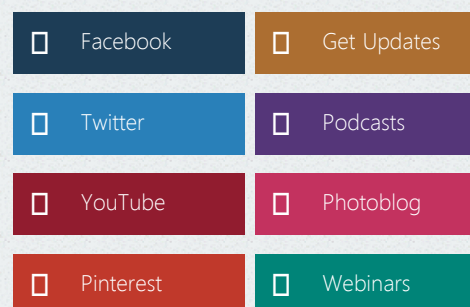 Facebook
Get Updates
Twitter
Podcasts
YouTube
Photoblog
Pinterest
Webinars